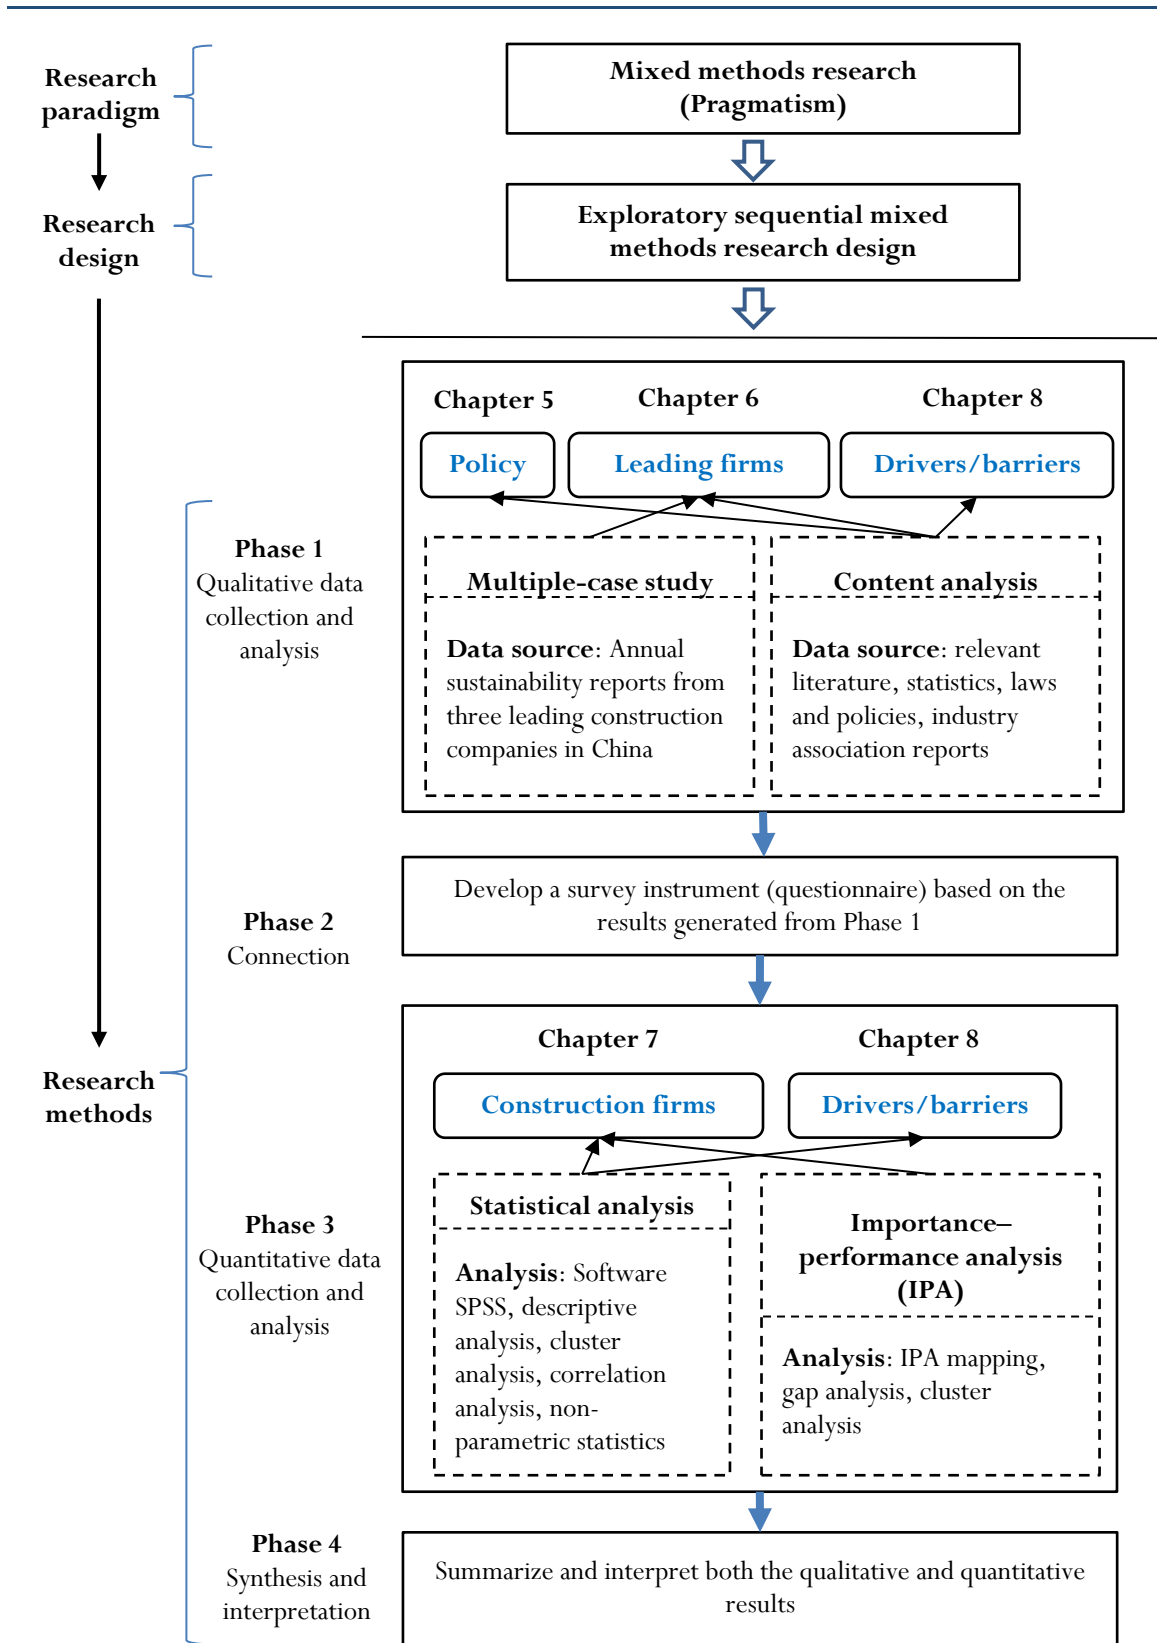 Research
paradigm
Mixed methods research
(Pragmatism)
Research
design
Exploratory sequential mixed
methods research design
Chapter 5
Chapter 6
Chapter 8
Policy
Leading firms
Drivers/barriers
Phase 1
Qualitative data
collection and
analysis
Multiple-case study
Data source: Annual
sustainability reports from
three leading construction
companies in China
Content analysis
Data source: relevant
literature, statistics, laws
and policies, industry
association reports
Phase 2
Connection
Develop a survey instrument (questionnaire) based on the
results generated from Phase 1
Research
methods
Chapter 7
Chapter 8
Construction firms
Drivers/barriers
Phase 3
Quantitative data
collection and
analysis
Statistical analysis
Analysis: Software
SPSS, descriptive
analysis, cluster
analysis, correlation
analysis, non-
parametric statistics
Importance–
performance analysis
(IPA)
Analysis: IPA mapping,
gap analysis, cluster
analysis
Phase 4
Synthesis and
interpretation
Summarize and interpret both the qualitative and quantitative
results